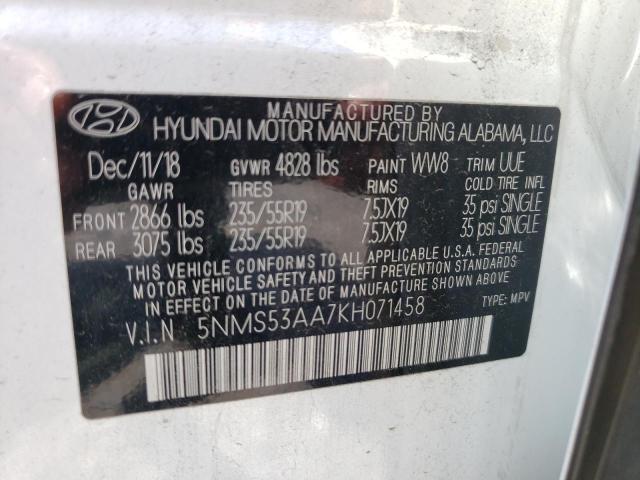 MANUFACTURED BY
HYUNDAI MOTOR MANUFACTURING ALABAMA, LLC
Dec/11/18 GVWR 4828 lbs PAINT WW8 TRIM UUE
GAWR TIRES RIMS COLD TIRE INFL
FRONT 2866 lbs 235/55R19 7.5JX19 35 psi SINGLE
REAR 3075 lbs 235/55R19 7.5JX19 35 psi SINGLE
THIS VEHICLE CONFORMS TO ALL APPLICABLE U.S.A. FEDERAL
MOTOR VEHICLE SAFETY AND THEFT PREVENTION STANDARDS
IN EFFECT ON THE DATE OF MANUFACTURE SHOWN ABOVE.
V.I.N 5NMS53AA7KH071458 TYPE: MPV